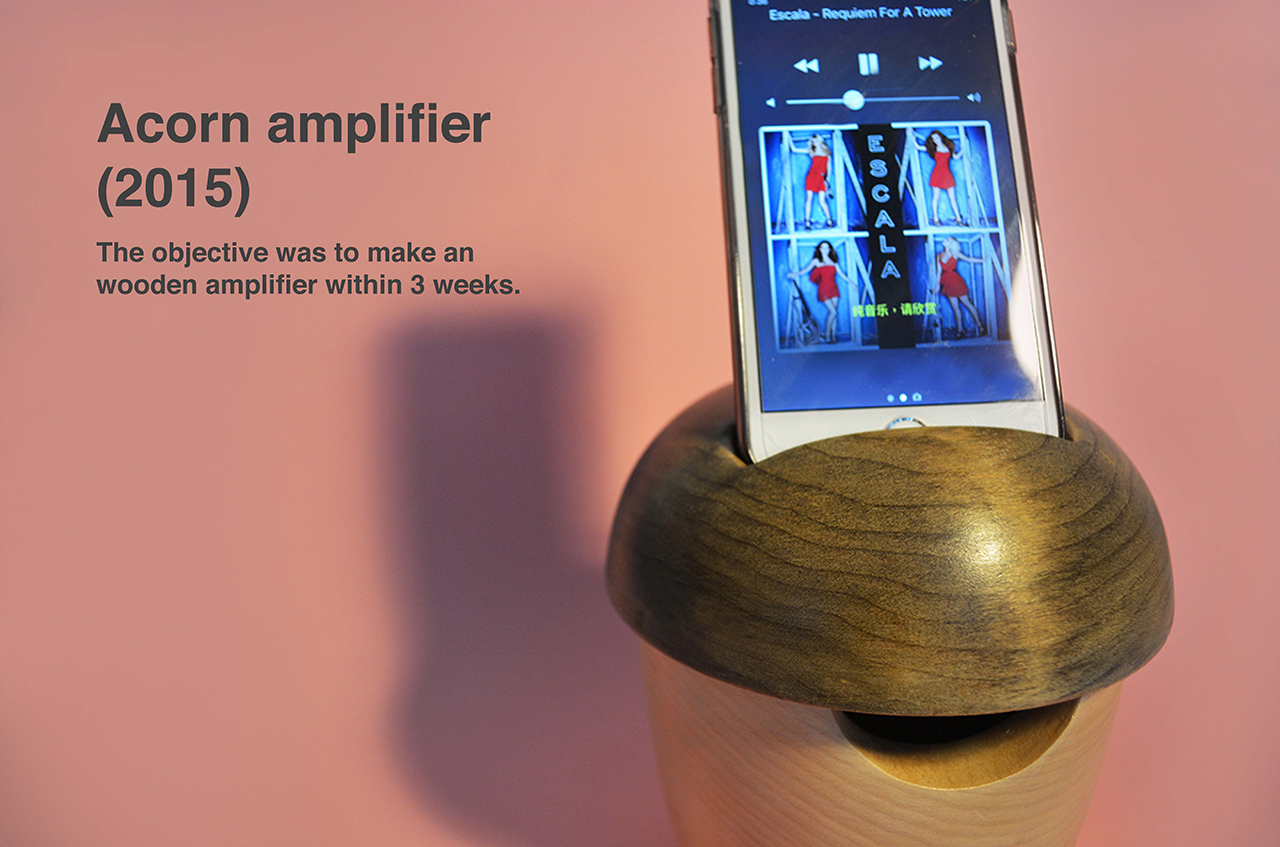 Escala - Requiem For A Tower
Acorn amplifier
(2015)
The objective was to make an
wooden amplifier within 3 weeks.
ESCALA
纯音乐，请欣赏